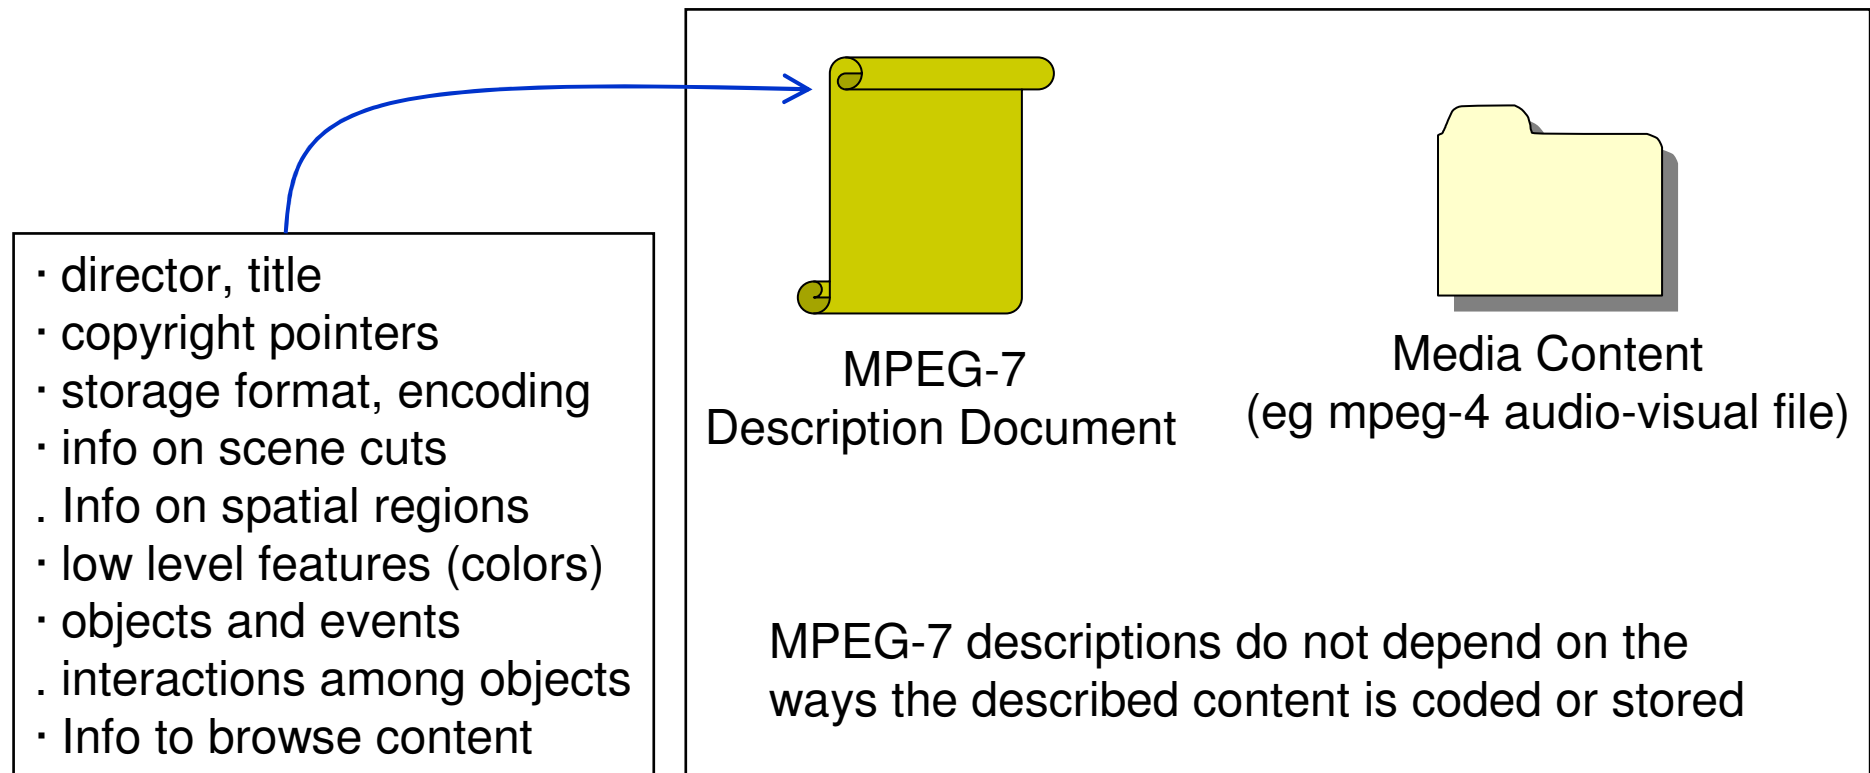 · director, title
· copyright pointers
· storage format, encoding
· info on scene cuts
. Info on spatial regions
· low level features (colors)
· objects and events
. interactions among objects
· Info to browse content
MPEG-7
Description Document
Media Content
(eg mpeg-4 audio-visual file)
MPEG-7 descriptions do not depend on the
ways the described content is coded or stored